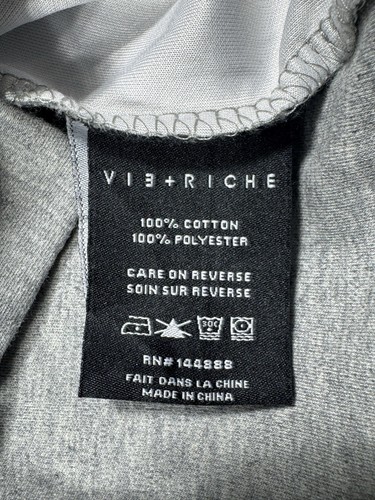 VIE+RICHE
100% COTTON
100% POLYESTER
CARE ON REVERSE
SOIN SUR REVERSE
30C
RN# 144888
FAIT DANS LA CHINE
MADE IN CHINA